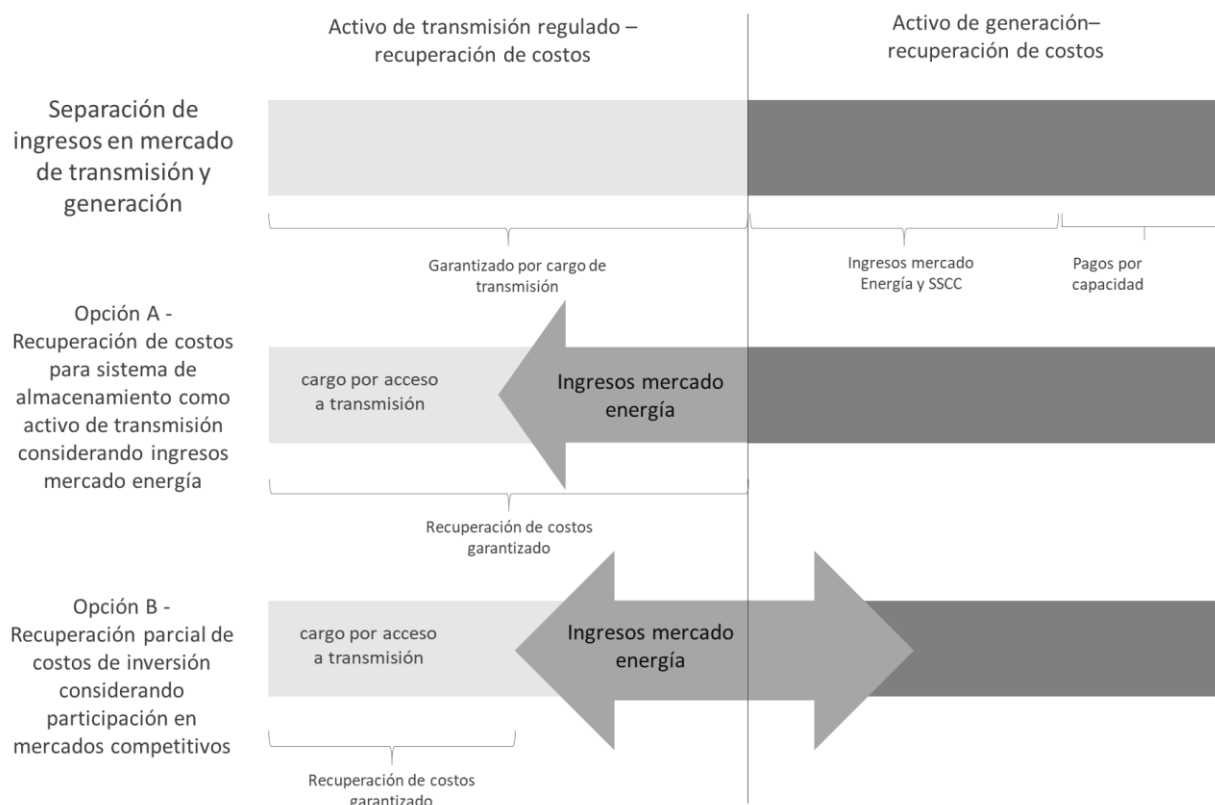 Activo de transmisión regulado –
recuperación de costos
Activo de generación–
recuperación de costos
Separación de
ingresos en mercado
de transmisión y
generación
Garantizado por cargo de
transmisión
Ingresos mercado
Energía y SSCC
Pagos por
capacidad
Opción A -
Recuperación de costos
para sistema de
almacenamiento como
activo de transmisión
considerando ingresos
mercado energía
cargo por acceso
a transmisión
Ingresos mercado
energía
Recuperación de costos
garantizado
Opción B -
Recuperación parcial de
costos de inversión
considerando
participación en
mercados competitivos
cargo por acceso
a transmisión
Ingresos mercado
energía
Recuperación de costos
garantizado